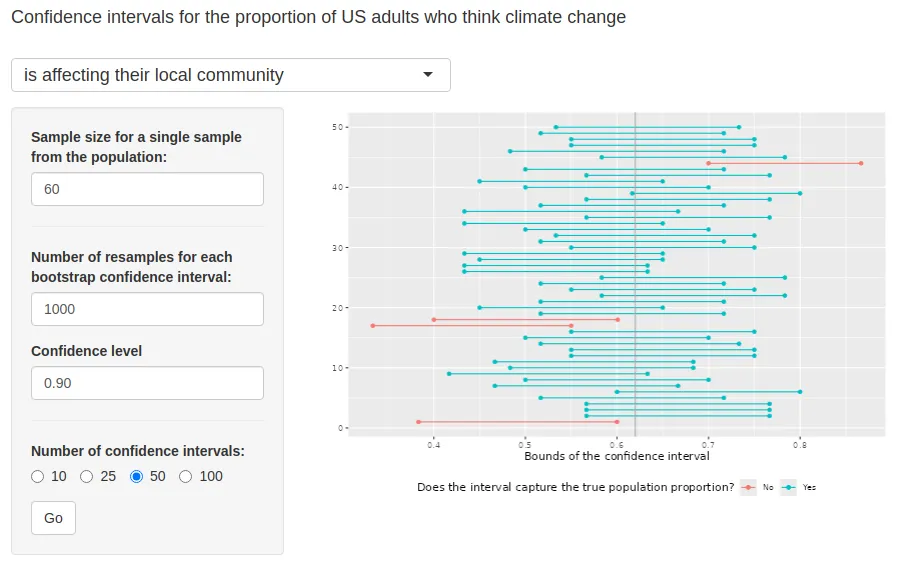 Confidence intervals for the proportion of US adults who think climate change
is affecting their local community
Sample size for a single sample
from the population:
60
Number of resamples for each
bootstrap confidence interval:
1000
Confidence level
0.90
Number of confidence intervals:
10 25 50 100
Go
50
40
30
20
10
0
0.4 0.5 0.6 0.7 0.8
Bounds of the confidence interval
Does the interval capture the true population proportion? No Yes